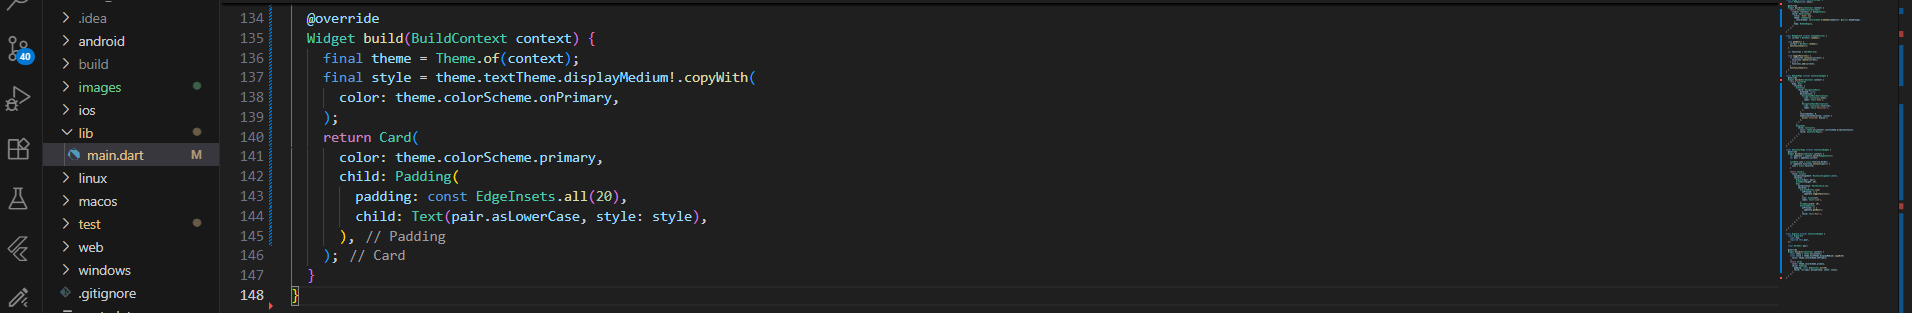 .idea
android
build
images
ios
lib
main.dart M
linux
macos
test
web
windows
.gitignore
40
134 @override
135 Widget build(BuildContext context) {
136 final theme = Theme.of(context);
137 final style = theme.textTheme.displayMedium!.copyWith(
138 color: theme.colorScheme.onPrimary,
139 );
140 return Card(
141 color: theme.colorScheme.primary,
142 child: Padding(
143 padding: const EdgeInsets.all(20),
144 child: Text(pair.asLowerCase, style: style),
145 ), // Padding
146 ); // Card
147 }
148 }